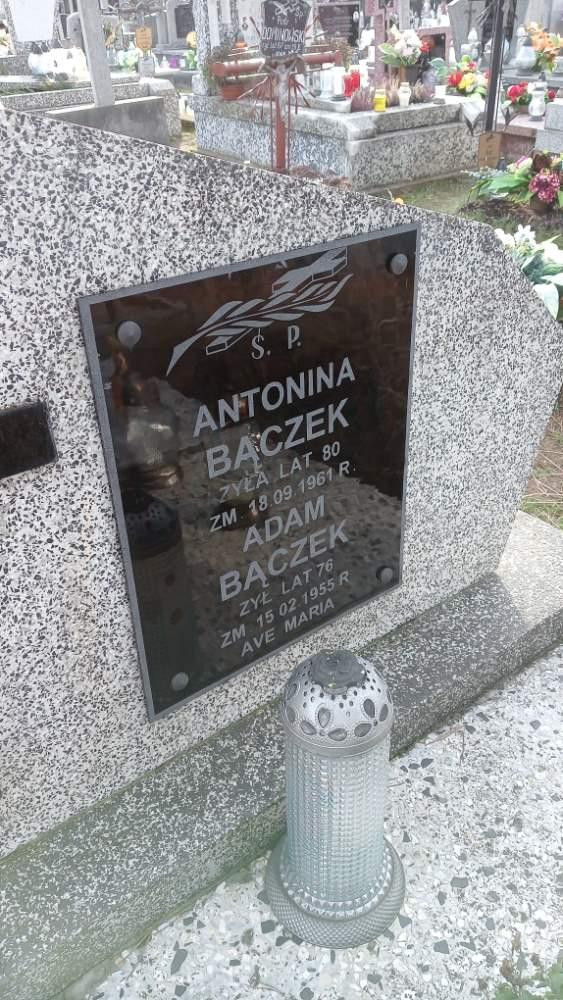 DOMINOWSKI
Ś. P.
ANTONINA
BĄCZEK
ŻYŁA LAT 80
ZM 18.09.1961 R.
ADAM
BĄCZEK
ŻYŁ LAT 76
ZM 15 02 1955 R
AVE MARIA